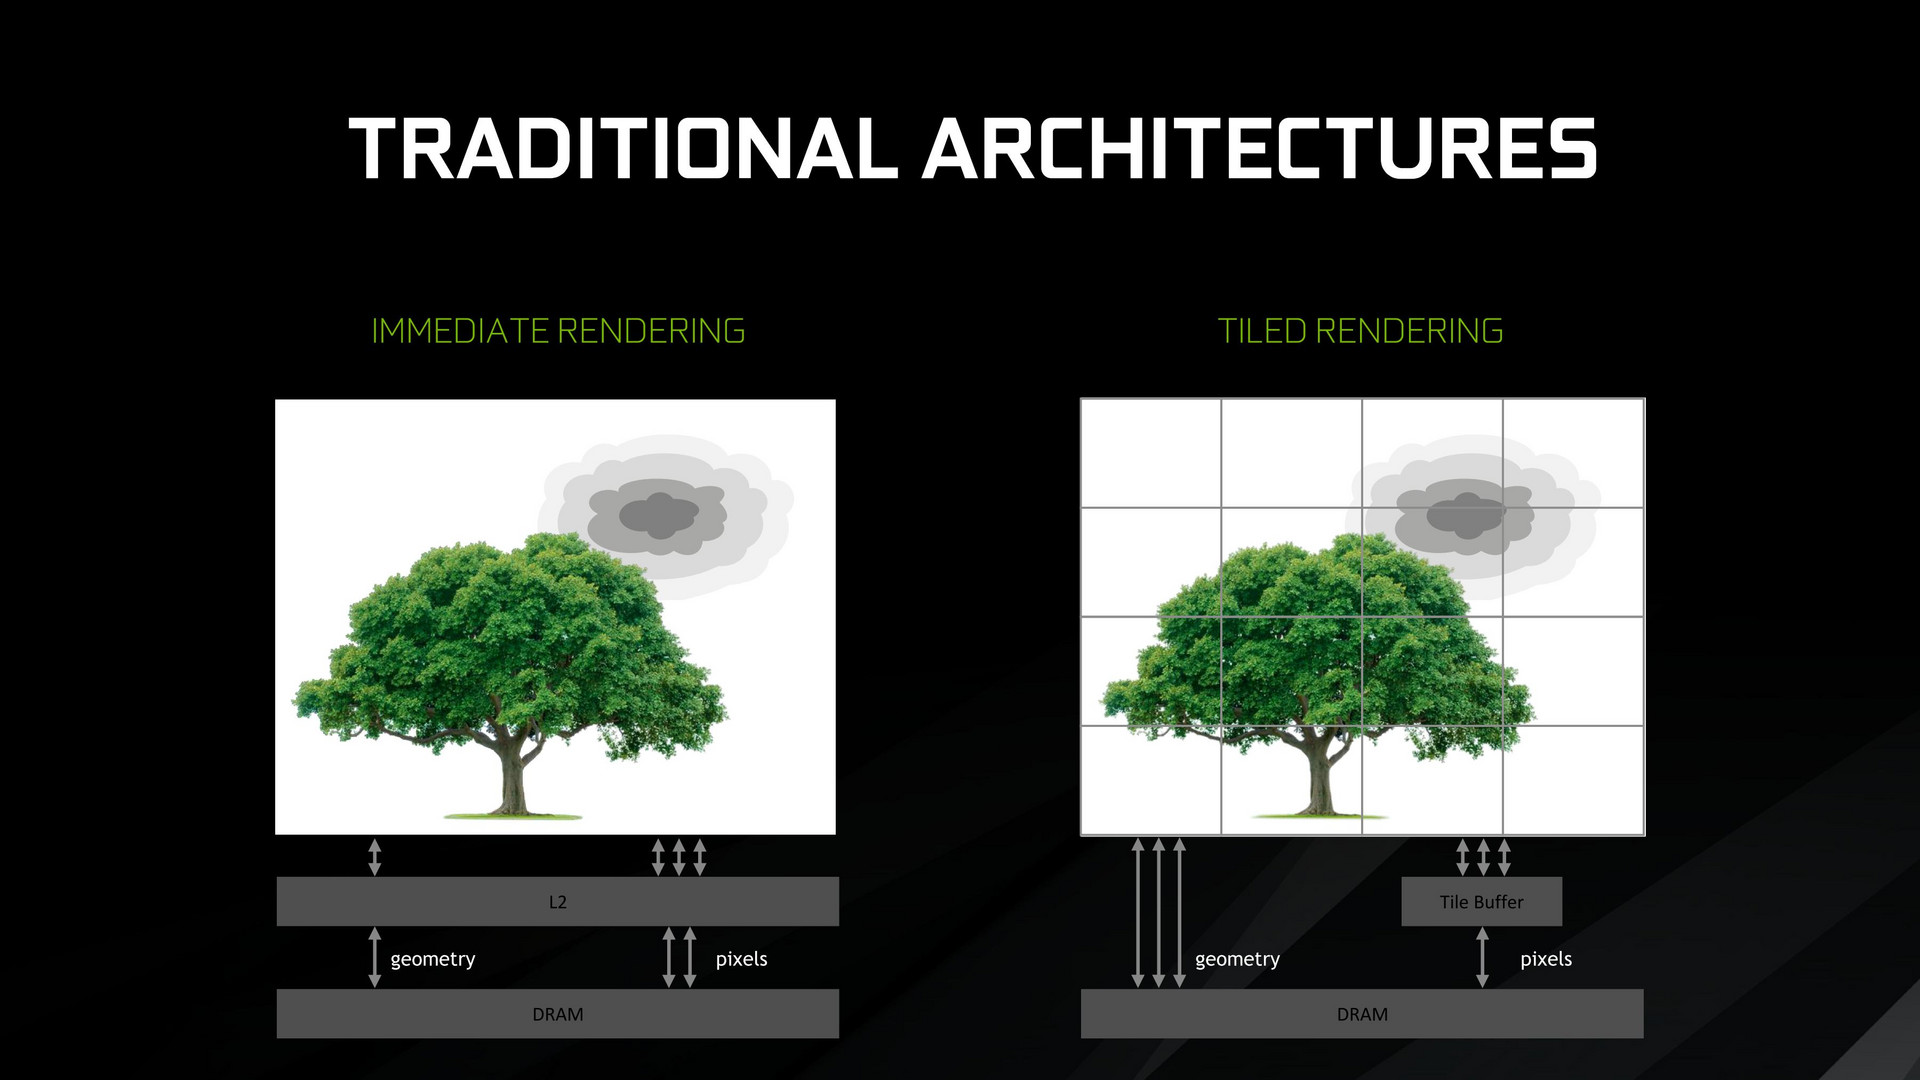 TRADITIONAL ARCHITECTURES
IMMEDIATE RENDERING
L2
geometry
pixels
DRAM
TILED RENDERING
Tile Buffer
geometry
pixels
DRAM